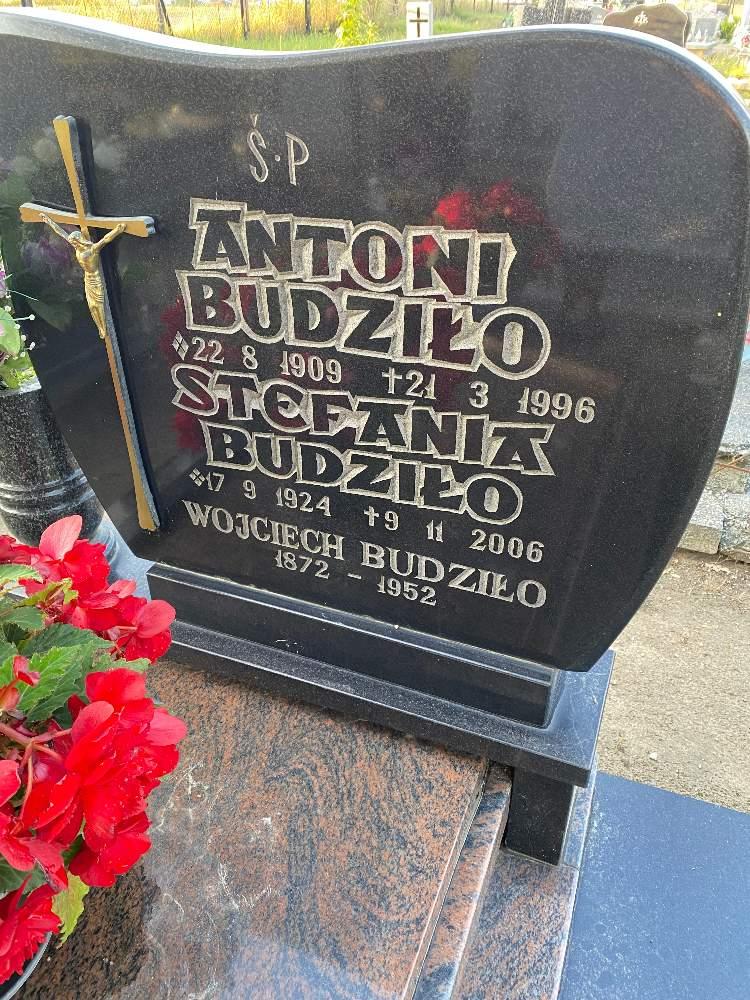 Ś.P
ANTONI
BUDZIŁO
22 8 1909 †21 3 1996
STEFANIA
BUDZIŁO
17 9 1924 †9 11 2006
WOJCIECH BUDZIŁO
1872 - 1952